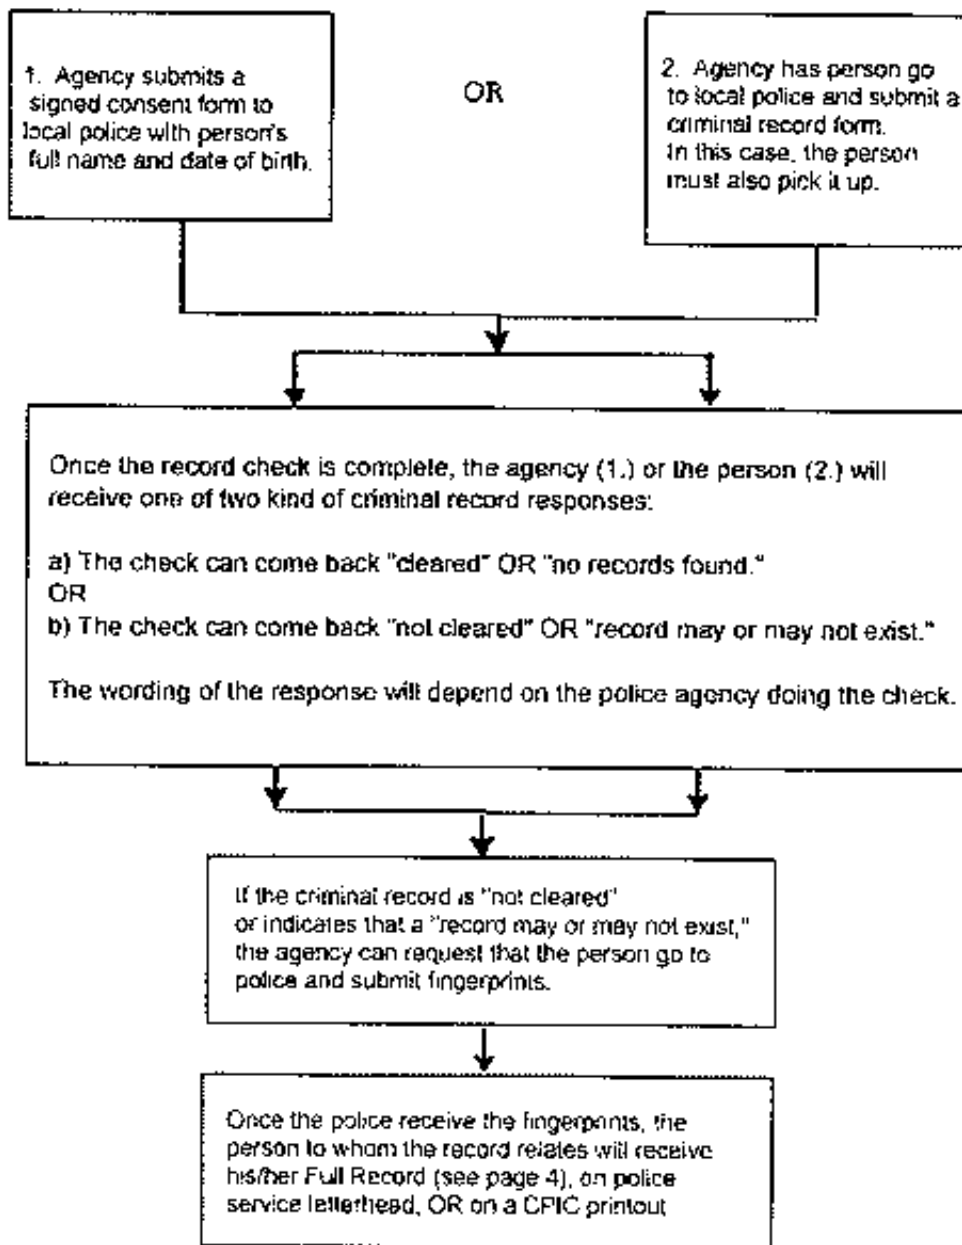 1. Agency submits a
signed consent form to
local police with person's
full name and date of birth.
OR
2. Agency has person go
to local police and submit a
criminal record form.
In this case, the person
must also pick it up.
Once the record check is complete, the agency (1.) or the person (2.) will
receive one of two kind of criminal record responses:
a) The check can come back "cleared" OR "no records found."
OR
b) The check can come back "not cleared" OR "record may or may not exist."
The wording of the response will depend on the police agency doing the check.
If the criminal record is "not cleared"
or indicates that a "record may or may not exist,"
the agency can request that the person go to
police and submit fingerprints.
Once the police receive the fingerprints, the
person to whom the record relates will receive
his/her Full Record (see page 4), on police
service letterhead, OR on a CPIC printout